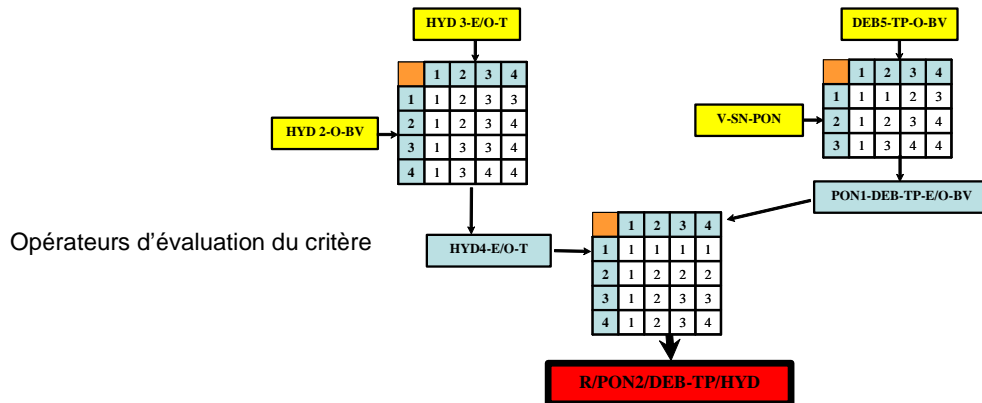 HYD 3-E/O-T
DEB5-TP-O-BV
1 2 3 4
1 1 2 3 3
2 1 2 3 4
3 1 3 3 4
4 1 3 4 4
HYD 2-O-BV
1 2 3 4
1 1 1 2 3
2 1 2 3 4
3 1 3 4 4
V-SN-PON
PON1-DEB-TP-E/O-BV
Opérateurs d'évaluation du critère
HYD4-E/O-T
1 2 3 4
1 1 1 1 1
2 1 2 2 2
3 1 2 3 3
4 1 2 3 4
R/PON2/DEB-TP/HYD